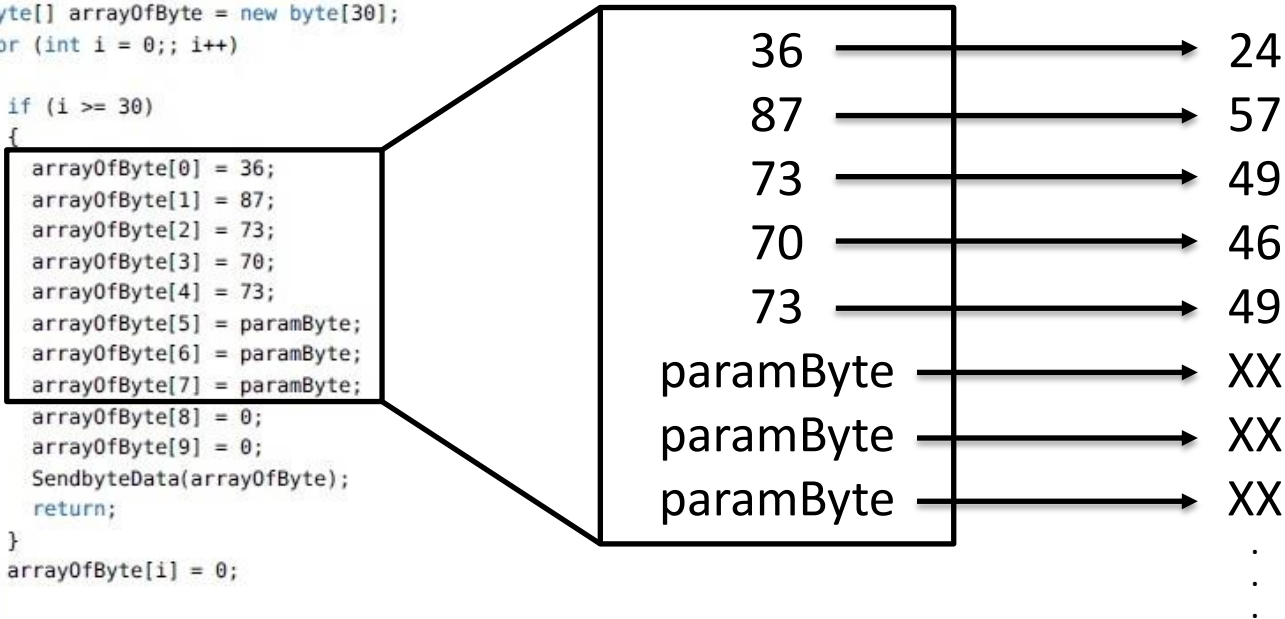 yte[] arrayOfByte = new byte[30];
or (int i = 0;; i++)
if (i >= 30)
{
arrayOfByte[0] = 36;
arrayOfByte[1] = 87;
arrayOfByte[2] = 73;
arrayOfByte[3] = 70;
arrayOfByte[4] = 73;
arrayOfByte[5] = paramByte;
arrayOfByte[6] = paramByte;
arrayOfByte[7] = paramByte;
arrayOfByte[8] = 0;
arrayOfByte[9] = 0;
SendbyteData(arrayOfByte);
return;
}
arrayOfByte[i] = 0;
36 24
87 57
73 49
70 46
73 49
paramByte XX
paramByte XX
paramByte XX
.
.
.